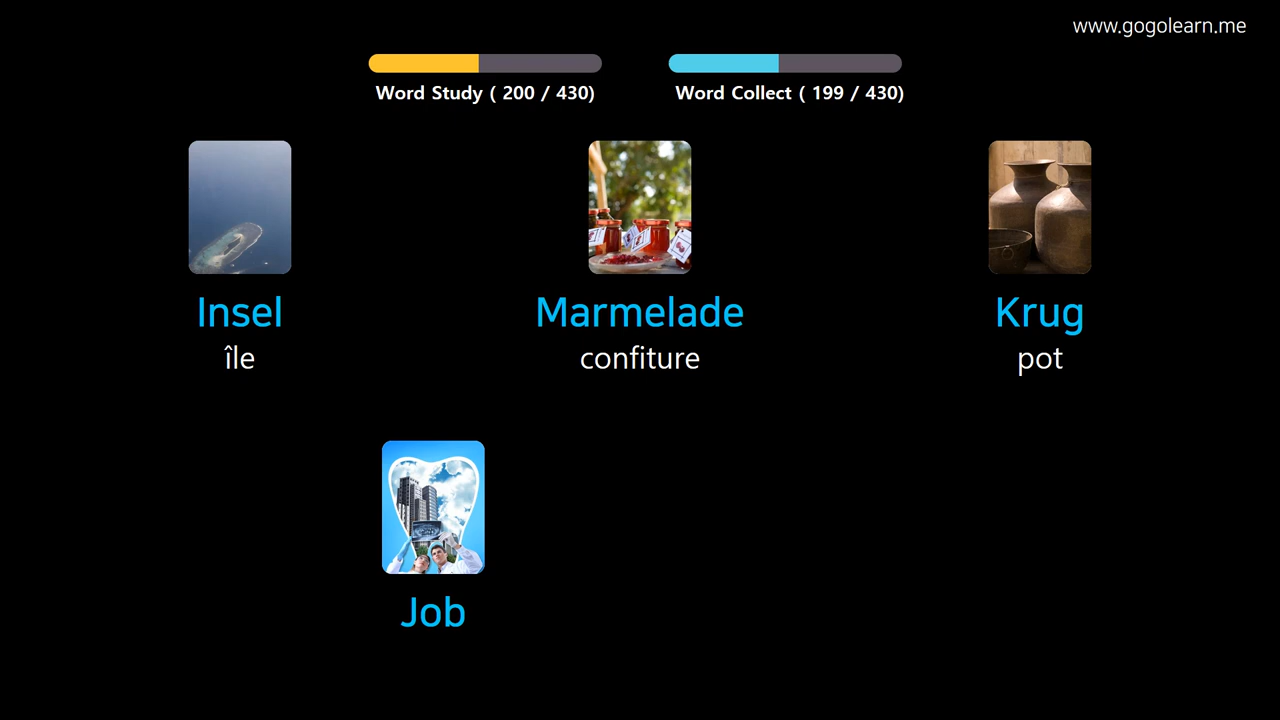 www.gogolearn.me
Word Study ( 200 / 430)
Word Collect ( 199 / 430)
Insel
île
Marmelade
confiture
Krug
pot
Job